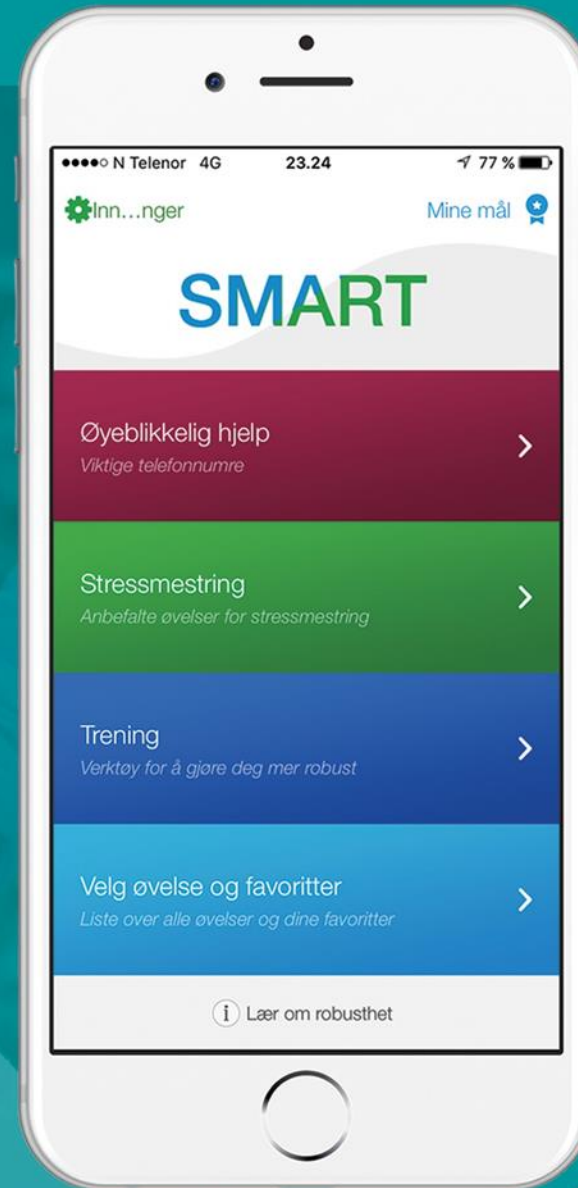 N Telenor 4G 23.24 77 %
Inn...nger Mine mål
SMART
Øyeblikkelig hjelp
Viktige telefonnumre
Stressmestring
Anbefalte øvelser for stressmestring
Trening
Verktøy for å gjøre deg mer robust
Velg øvelse og favoritter
Liste over alle øvelser og dine favoritter
i Lær om robusthet